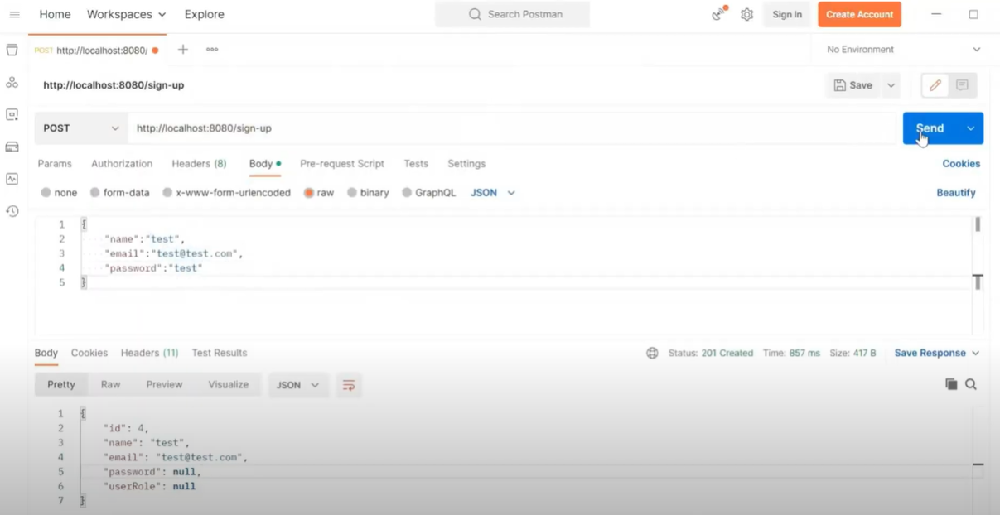 Home Workspaces Explore Search Postman Sign In Create Account
POST http://localhost:8080/ No Environment
http://localhost:8080/sign-up Save
POST http://localhost:8080/sign-up Send
Params Authorization Headers (8) Body Pre-request Script Tests Settings Cookies
none form-data x-www-form-urlencoded raw binary GraphQL JSON Beautify
1 {
2 "name":"test",
3 "email":"test@test.com",
4 "password":"test"
5 }
Body Cookies Headers (11) Test Results Status: 201 Created Time: 857 ms Size: 417 B Save Response
Pretty Raw Preview Visualize JSON
1 {
2 "id": 4,
3 "name": "test",
4 "email": "test@test.com",
5 "password": null,
6 "userRole": null
7 }